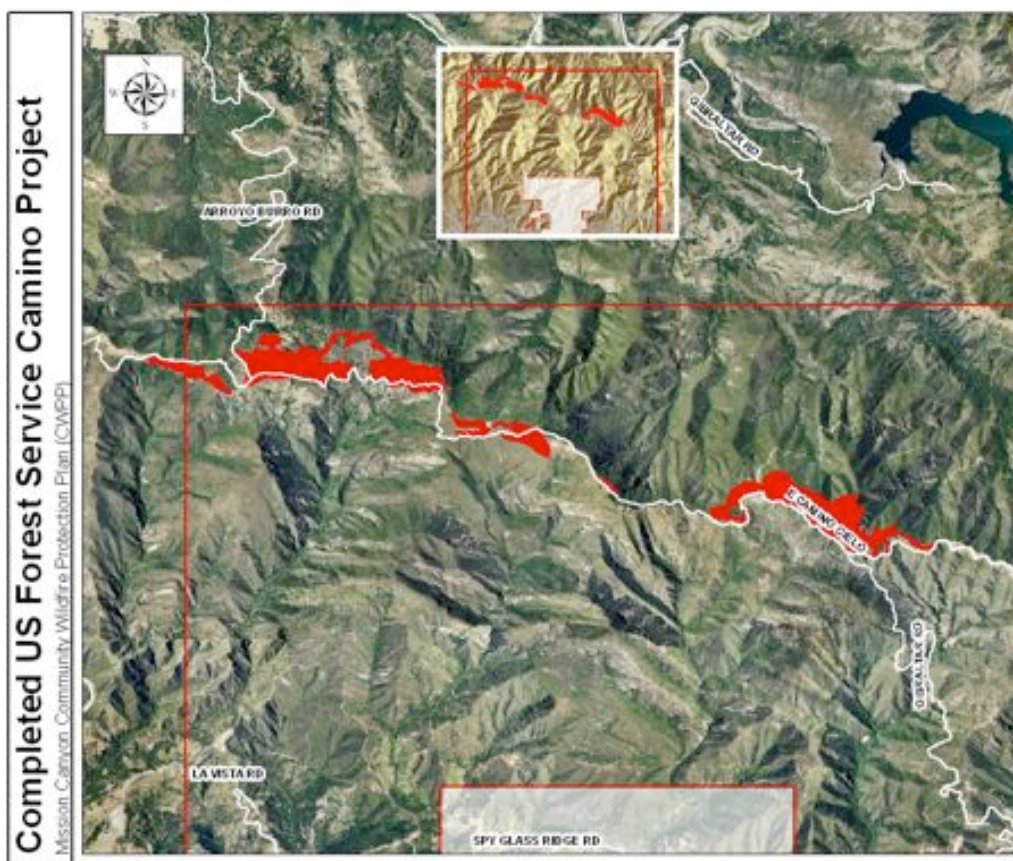 Completed US Forest Service Camino Project
Mission Canyon Community Wildfire Protection Plan (CWPP)
N
W E
S
GIBRALTAR RD
ARROYO BURRO RD
E CAMINO CIELO
GIBRALTAR RD
LA VISTA RD
SPY GLASS RIDGE RD